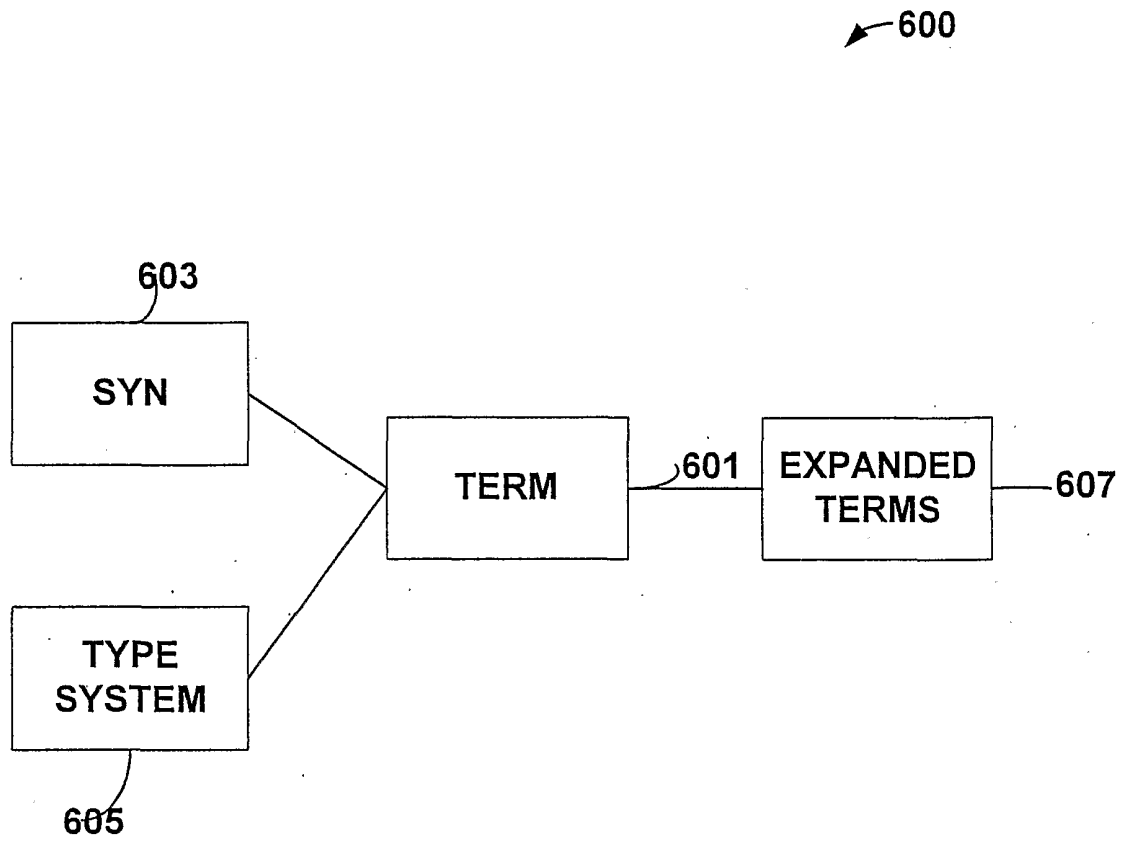 600
603
SYN
TERM
601
EXPANDED
TERMS
607
TYPE
SYSTEM
605